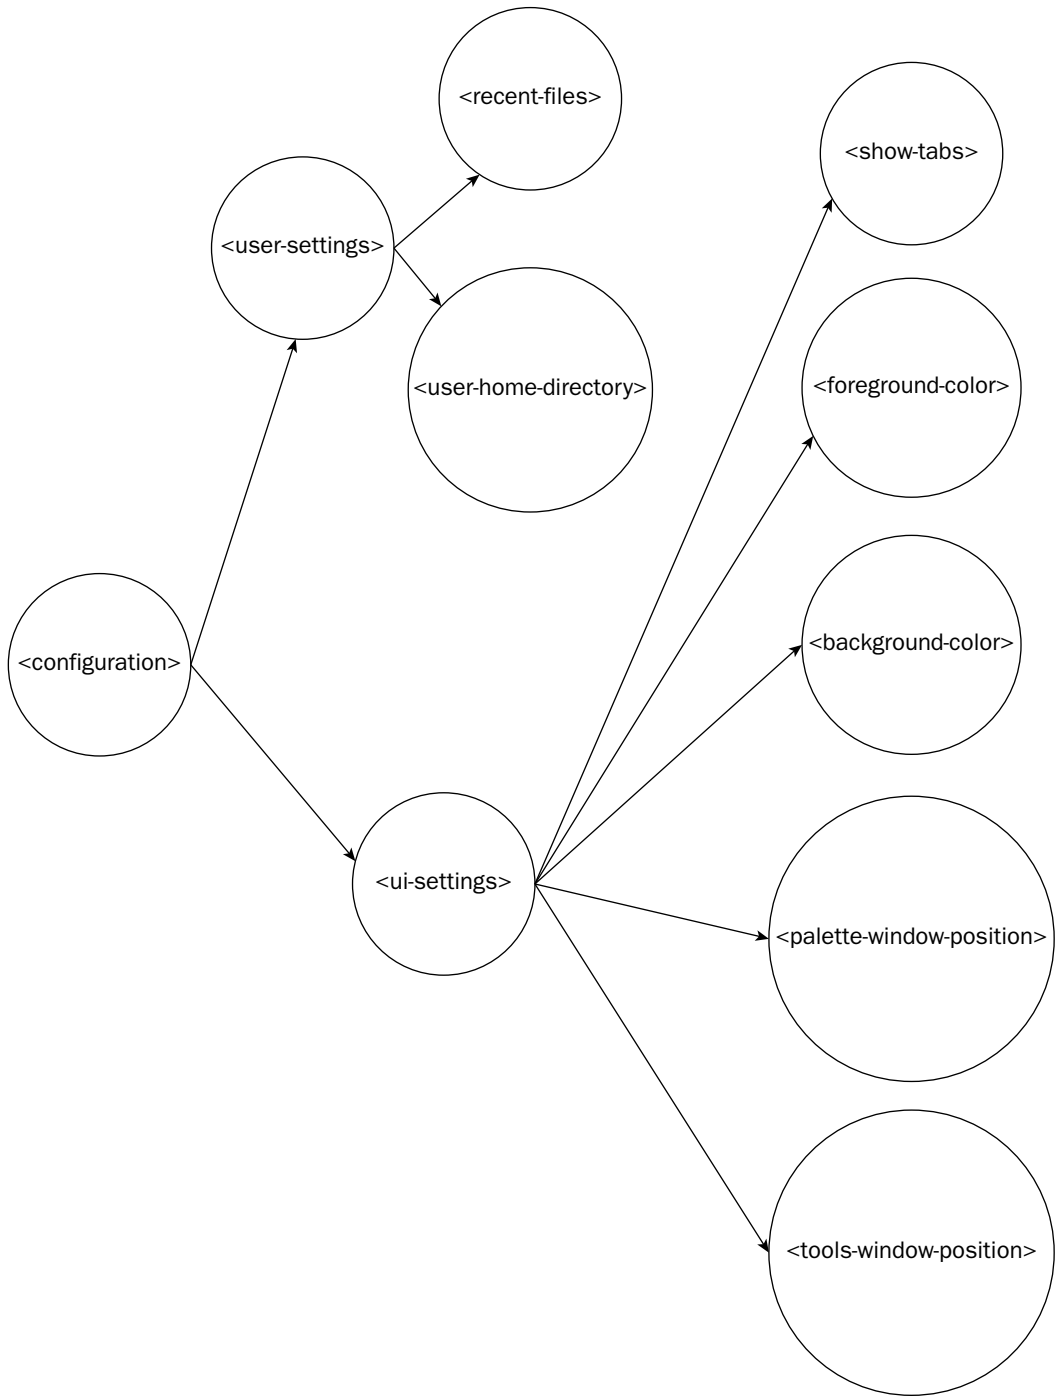 <recent-files>
<show-tabs>
<user-settings>
<user-home-directory>
<foreground-color>
<background-color>
<configuration>
<ui-settings>
<palette-window-position>
<tools-window-position>